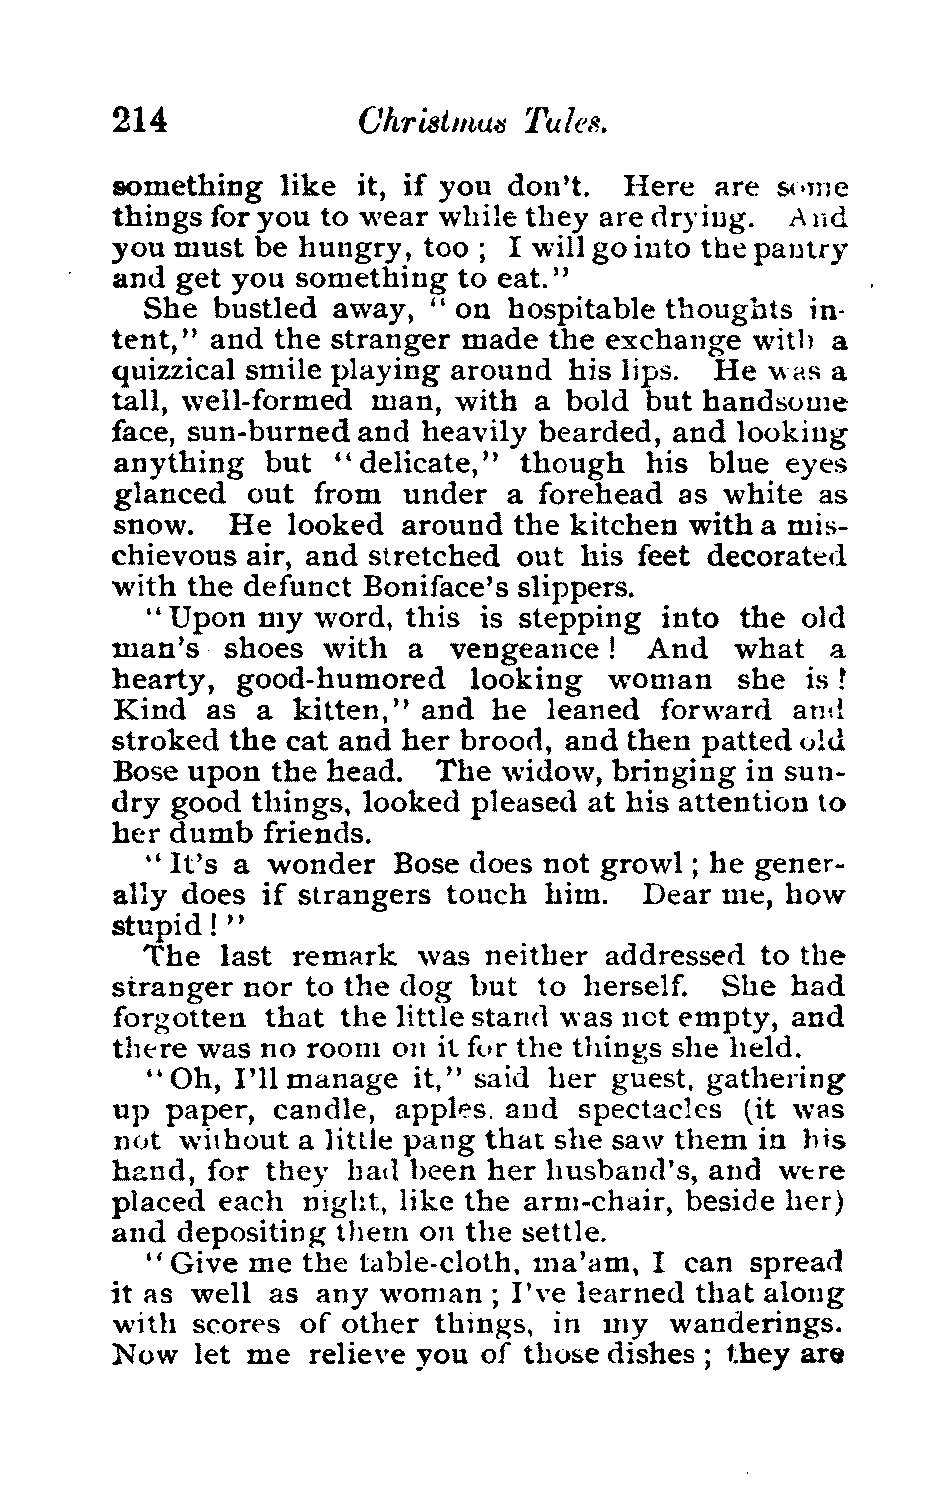 214 Christmas Tales.
something like it, if you don't. Here are some
things for you to wear while they are drying. And
you must be hungry, too ; I will go into the pantry
and get you something to eat."
She bustled away, "on hospitable thoughts in-
tent," and the stranger made the exchange with a
quizzical smile playing around his lips. He was a
tall, well-formed man, with a bold but handsome
face, sun-burned and heavily bearded, and looking
anything but "delicate," though his blue eyes
glanced out from under a forehead as white as
snow. He looked around the kitchen with a mis-
chievous air, and stretched out his feet decorated
with the defunct Boniface's slippers.
"Upon my word, this is stepping into the old
man's shoes with a vengeance ! And what a
hearty, good-humored looking woman she is !
Kind as a kitten," and he leaned forward and
stroked the cat and her brood, and then patted old
Bose upon the head. The widow, bringing in sun-
dry good things, looked pleased at his attention to
her dumb friends.
"It's a wonder Bose does not growl ; he gener-
ally does if strangers touch him. Dear me, how
stupid ! "
The last remark was neither addressed to the
stranger nor to the dog but to herself. She had
forgotten that the little stand was not empty, and
there was no room on it for the things she held.
"Oh, I'll manage it," said her guest, gathering
up paper, candle, apples, and spectacles (it was
not without a little pang that she saw them in his
hand, for they had been her husband's, and were
placed each night, like the arm-chair, beside her)
and depositing them on the settle.
"Give me the table-cloth, ma'am, I can spread
it as well as any woman ; I've learned that along
with scores of other things, in my wanderings.
Now let me relieve you of those dishes ; they are